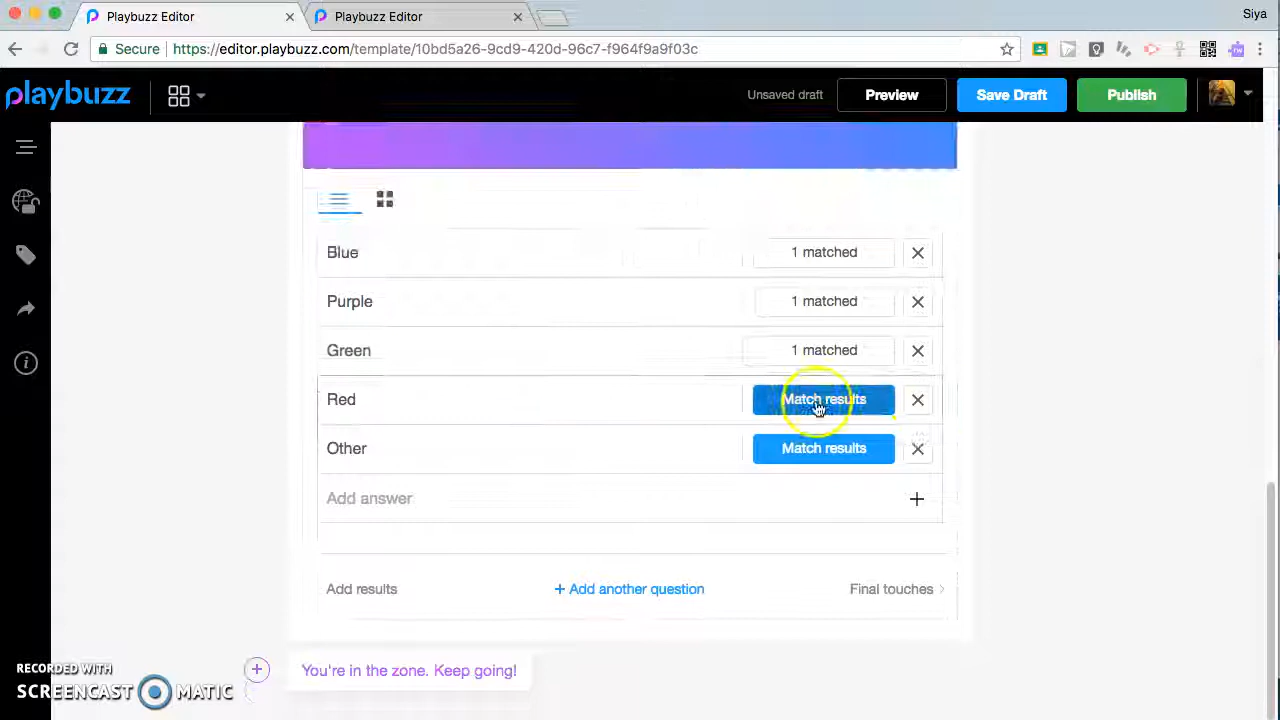 Playbuzz Editor
Playbuzz Editor
Siya
Secure https://editor.playbuzz.com/template/10bd5a26-9cd9-420d-96c7-f964f9a9f03c
playbuzz
Unsaved draft
Preview
Save Draft
Publish
Blue
1 matched
Purple
1 matched
Green
1 matched
Red
Match results
Other
Match results
Add answer
Add results
+ Add another question
Final touches
You're in the zone. Keep going!
RECORDED WITH
SCREENCAST MATIC